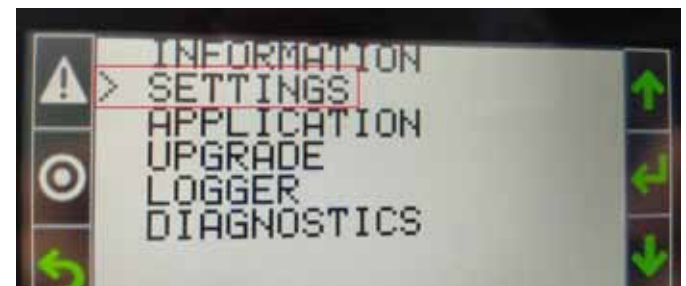 INFORMATION
> SETTINGS
APPLICATION
UPGRADE
LOGGER
DIAGNOSTICS